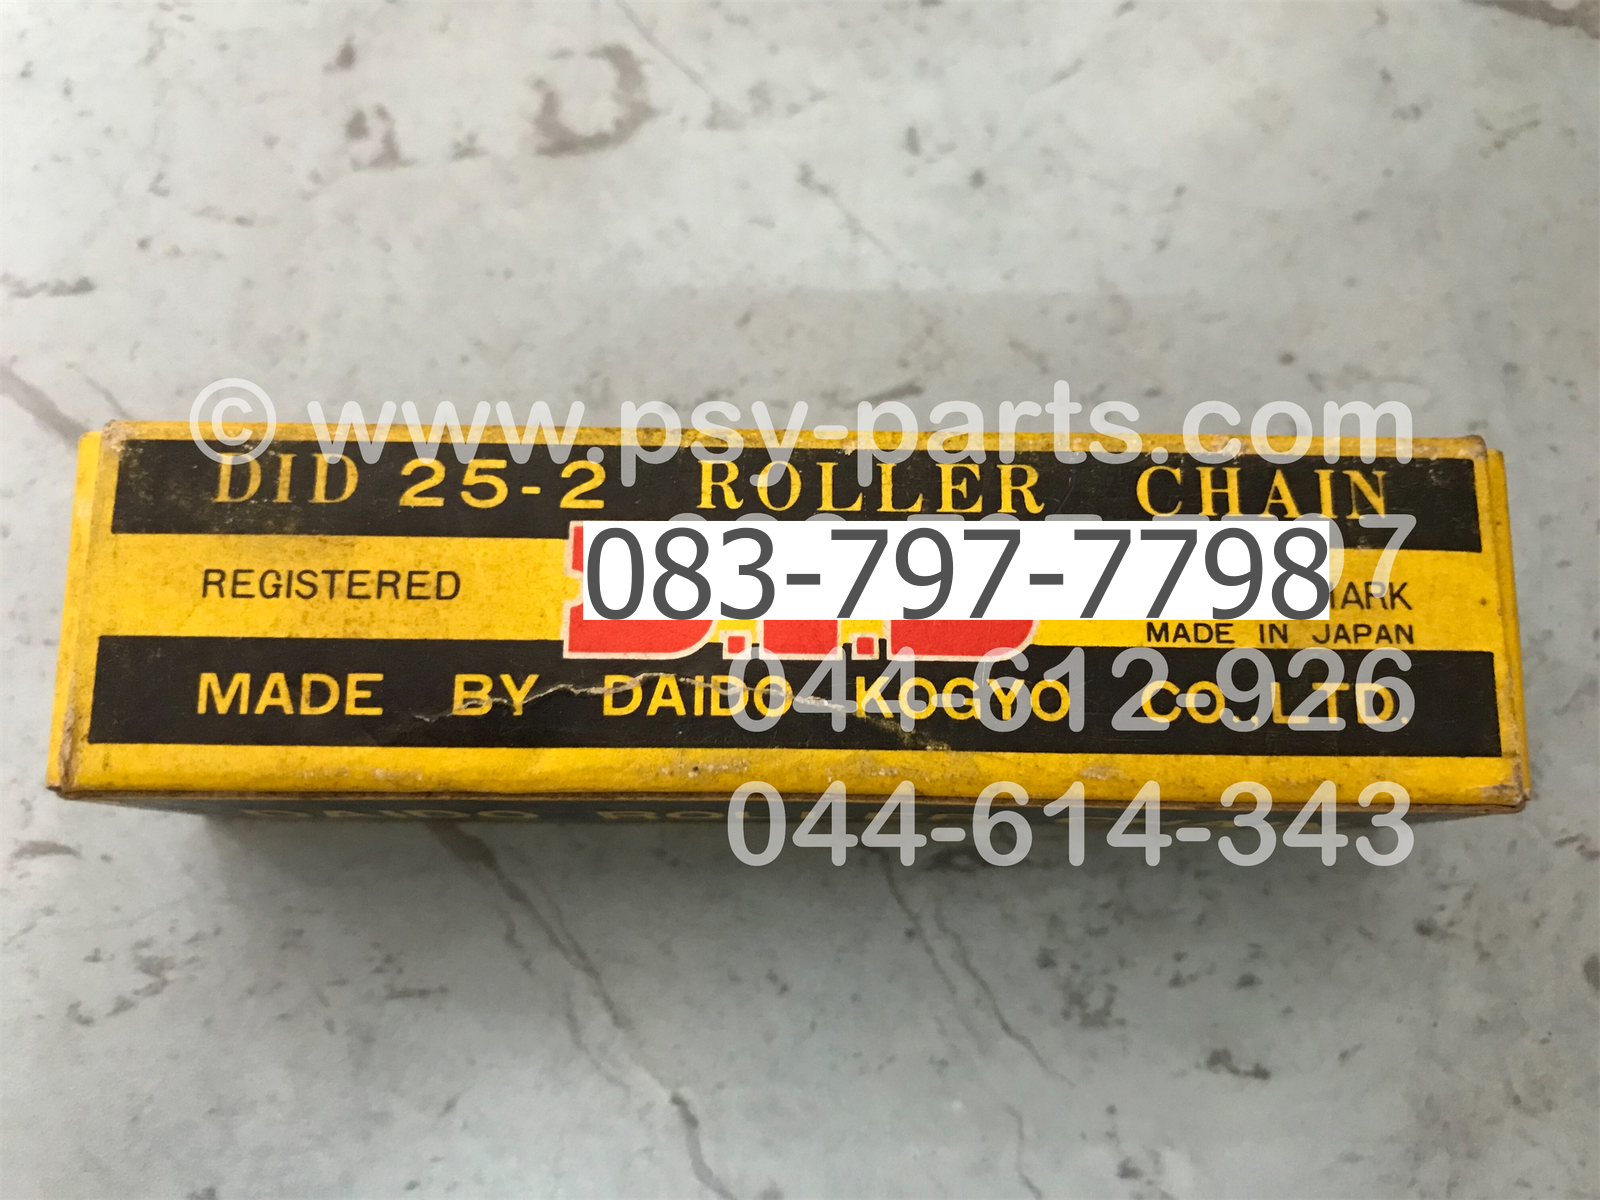 © www.psy-parts.com
DID 25-2 ROLLER CHAIN
083-797-7798
REGISTERED
MADE IN JAPAN
D.I.D
044-612-926
MADE BY DAIDO KOGYO CO.,LTD.
044-614-343
DAIDO